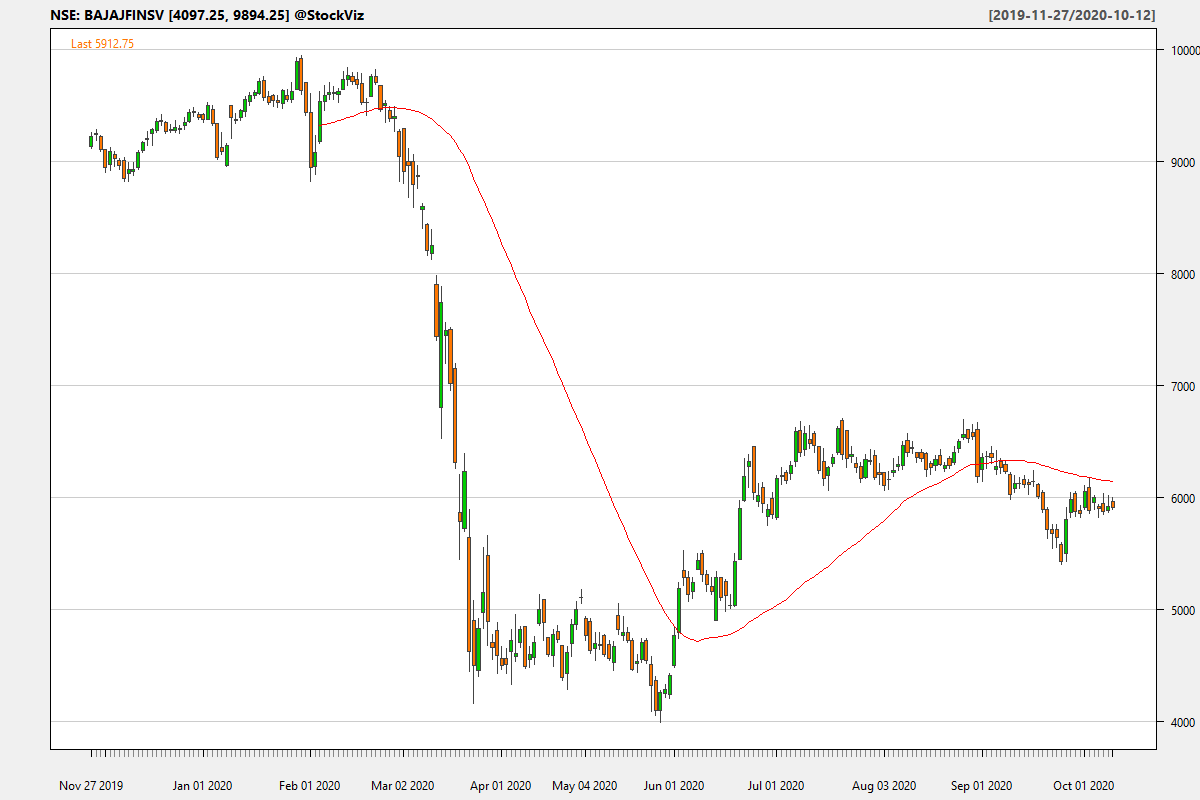 NSE: BAJAJFINSV [4097.25, 9894.25] @StockViz
[2019-11-27/2020-10-12]
Last 5912.75
10000
9000
8000
7000
6000
5000
4000
Nov 27 2019 Jan 01 2020 Feb 01 2020 Mar 02 2020 Apr 01 2020 May 04 2020 Jun 01 2020 Jul 01 2020 Aug 03 2020 Sep 01 2020 Oct 01 2020